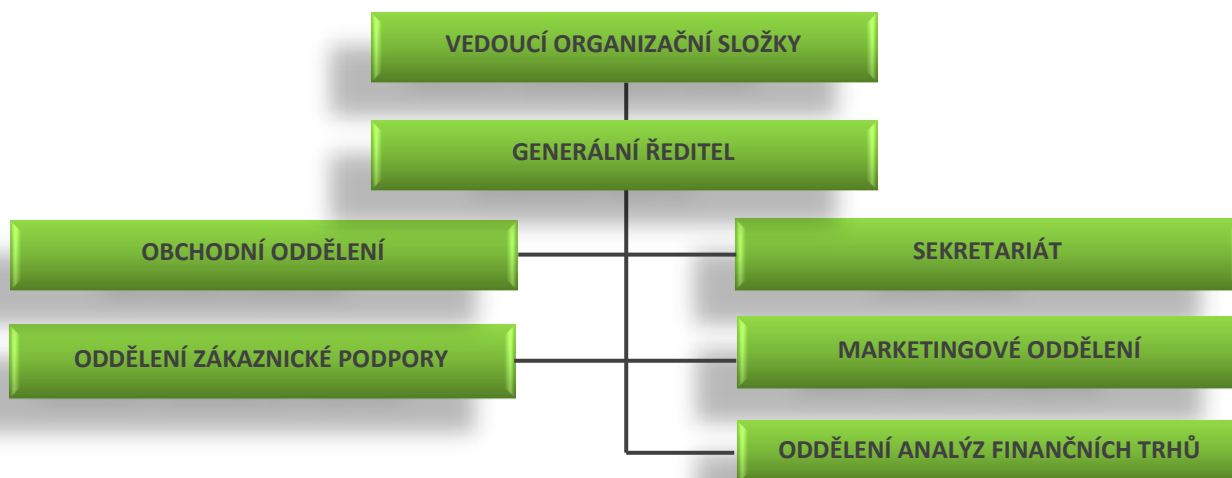 VEDOUCÍ ORGANIZAČNÍ SLOŽKY
GENERÁLNÍ ŘEDITEL
OBCHODNÍ ODDĚLENÍ
SEKRETARIÁT
ODDĚLENÍ ZÁKAZNICKÉ PODPORY
MARKETINGOVÉ ODDĚLENÍ
ODDĚLENÍ ANALÝZ FINANČNÍCH TRHŮ